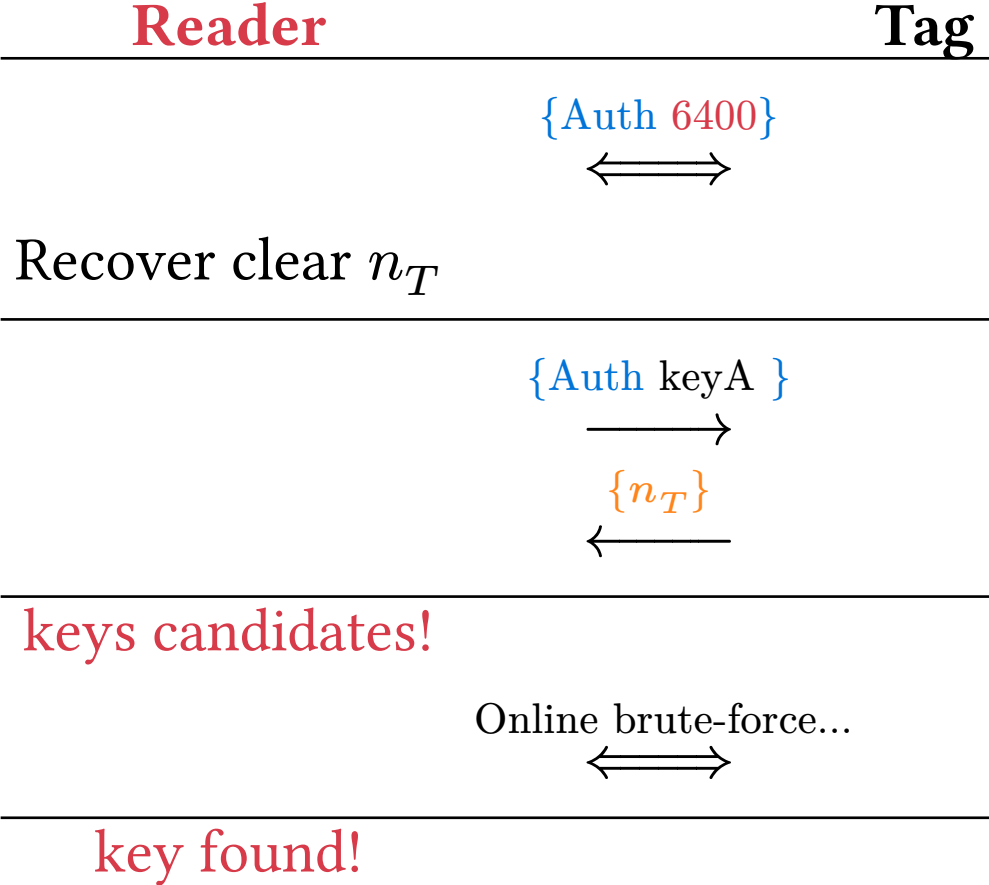 Reader Tag
{Auth 6400}
Recover clear n_T
{Auth keyA }
{n_T}
keys candidates!
Online brute-force...
key found!